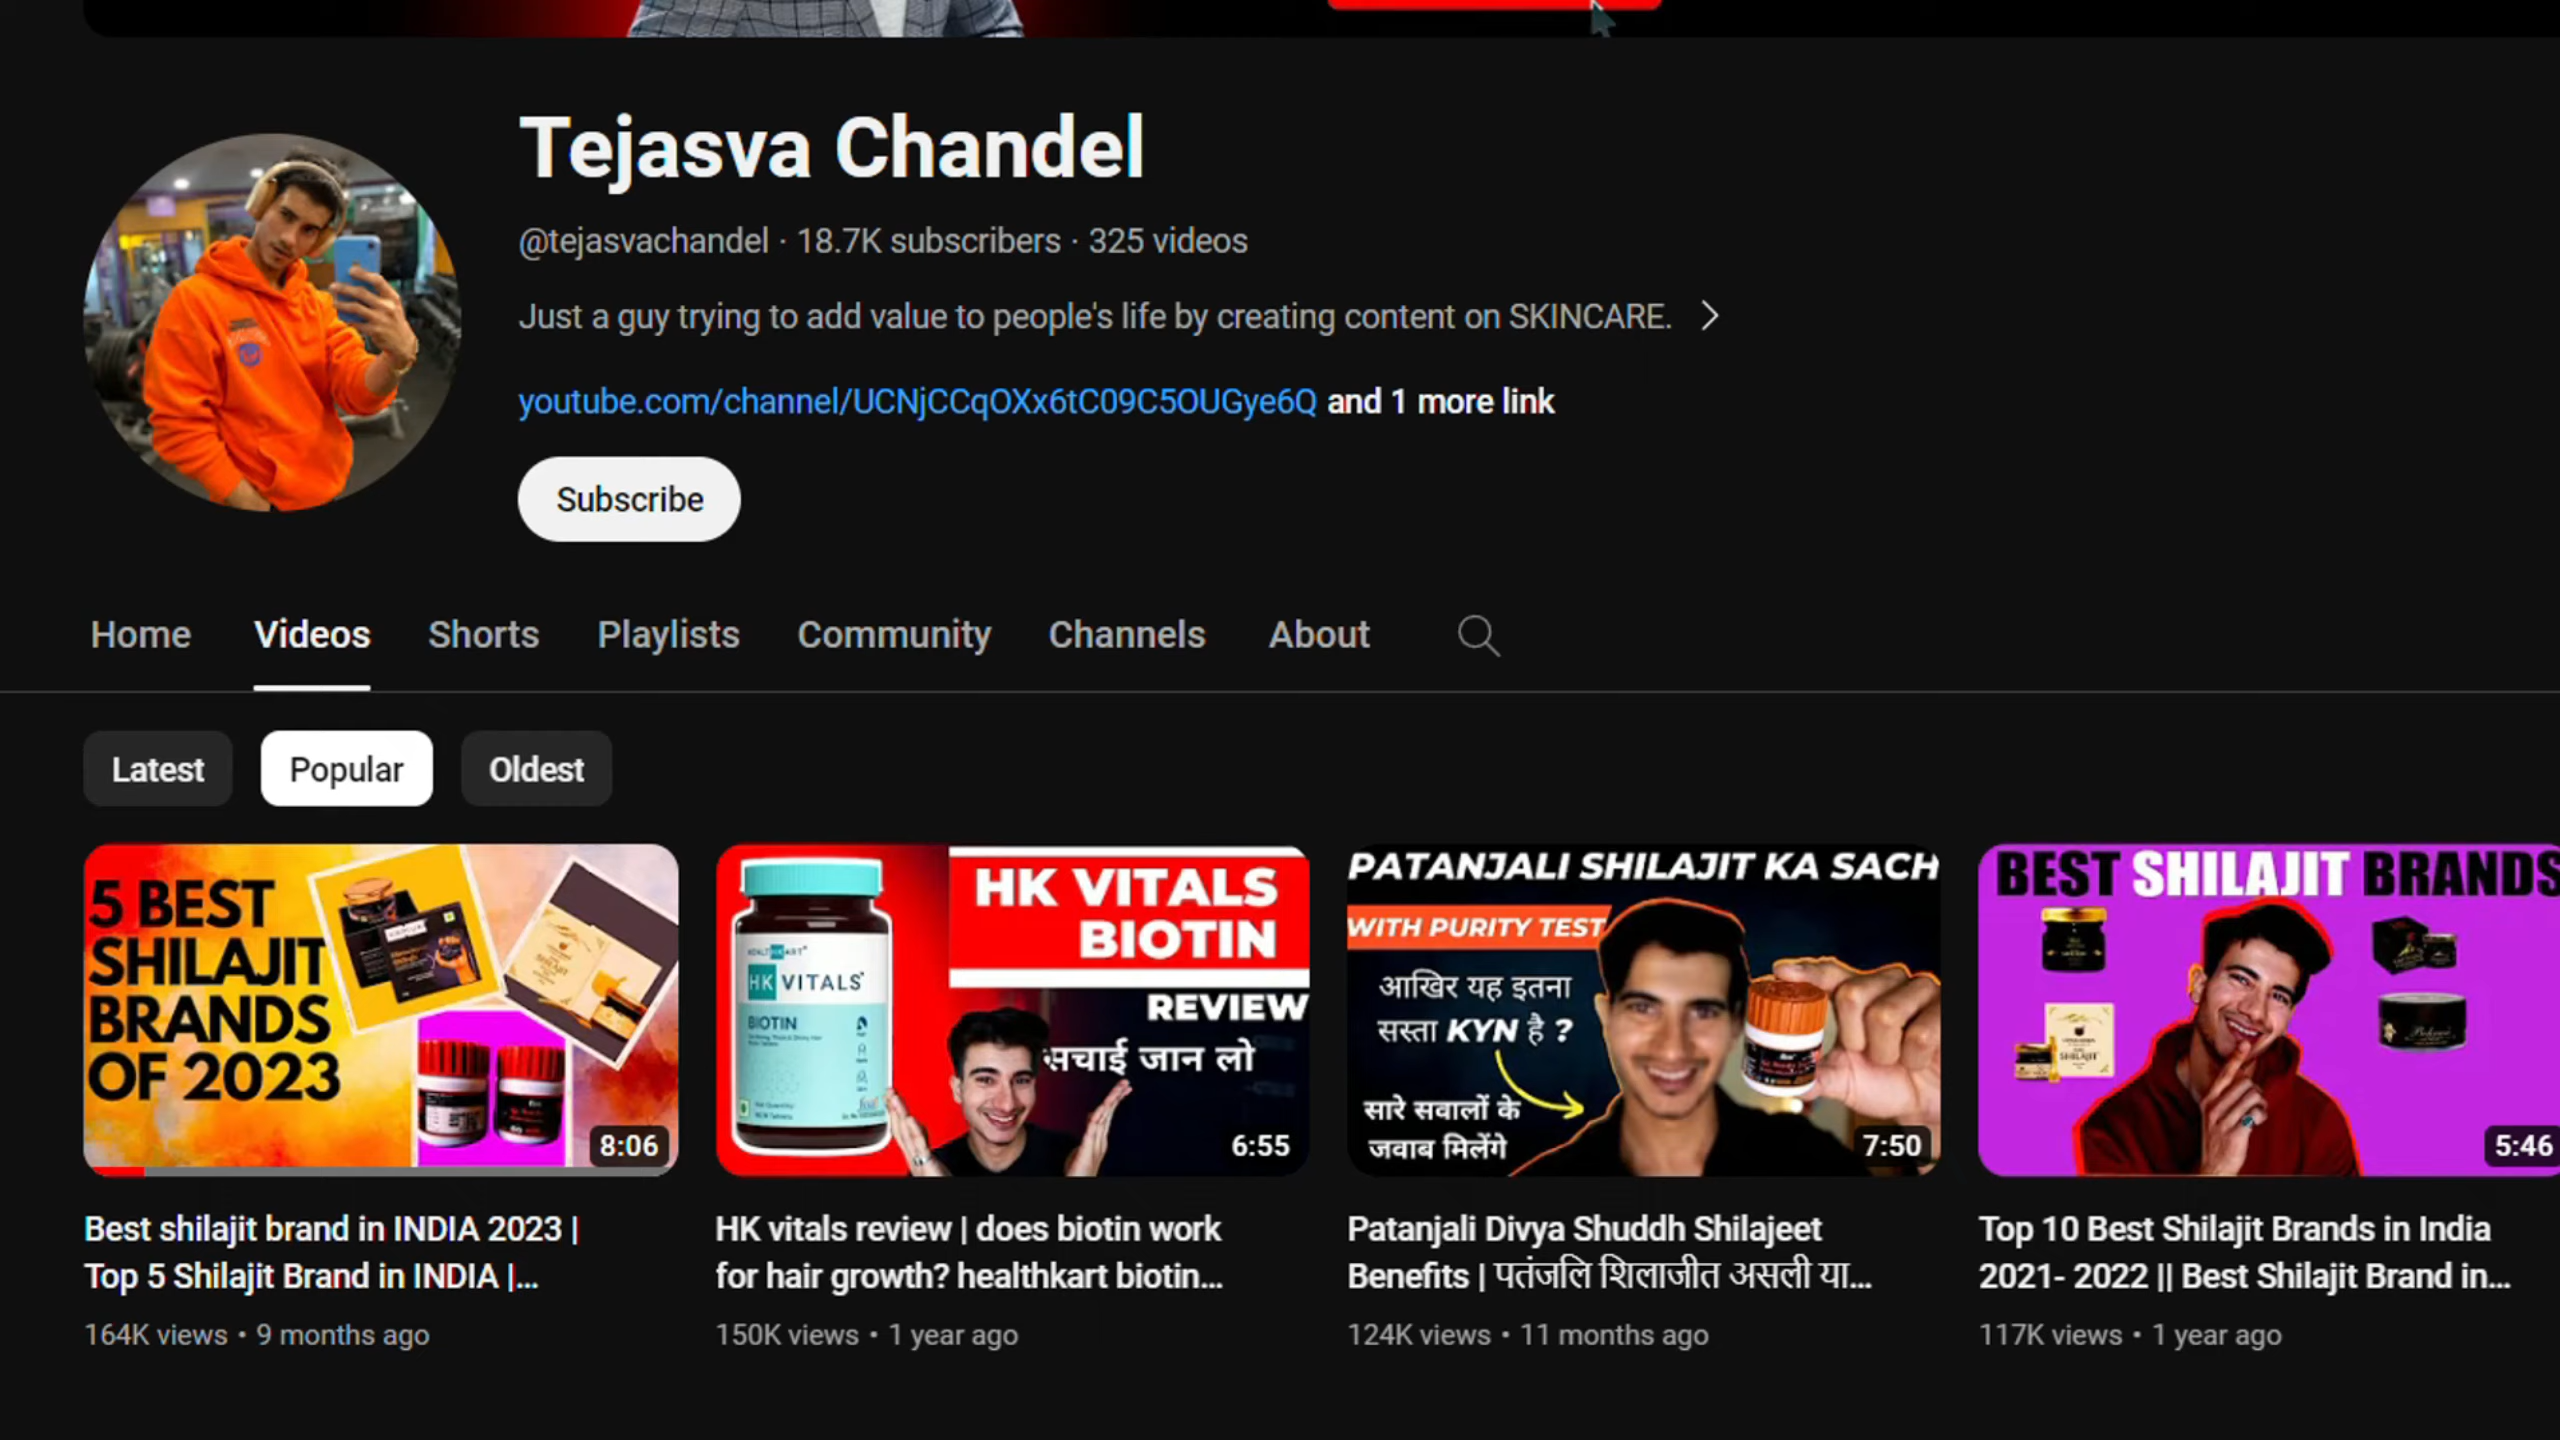 Tejasva Chandel
@tejasvachandel · 18.7K subscribers · 325 videos
Just a guy trying to add value to people's life by creating content on SKINCARE.
youtube.com/channel/UCNjCCqOXx6tC09C5OUGye6Q and 1 more link
Subscribe
Home Videos Shorts Playlists Community Channels About
Latest Popular Oldest
5 BEST
SHILAJIT
BRANDS
OF 2023
8:06
HK VITALS
BIOTIN
REVIEW
सचाई जान लो
HK VITALS
BIOTIN
6:55
PATANJALI SHILAJIT KA SACH
WITH PURITY TEST
आखिर यह इतना
सस्ता KYN है ?
सारे सवालों के
जवाब मिलेंगे
7:50
BEST SHILAJIT BRANDS
SHILAJIT
5:46
Best shilajit brand in INDIA 2023 |
Top 5 Shilajit Brand in INDIA |...
164K views • 9 months ago
HK vitals review | does biotin work
for hair growth? healthkart biotin...
150K views • 1 year ago
Patanjali Divya Shuddh Shilajeet
Benefits | पतंजलि शिलाजीत असली या...
124K views • 11 months ago
Top 10 Best Shilajit Brands in India
2021- 2022 || Best Shilajit Brand in...
117K views • 1 year ago